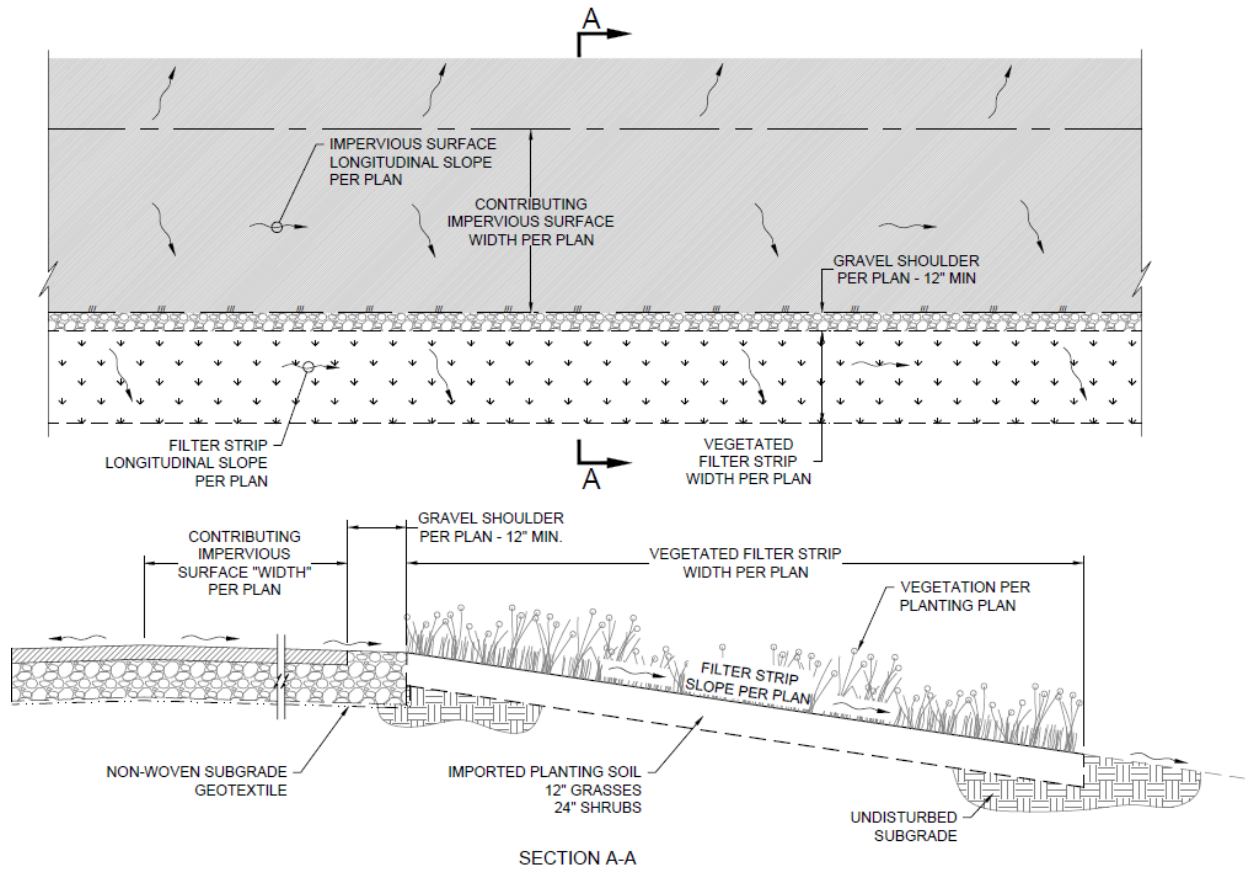 A
IMPERVIOUS SURFACE
LONGITUDINAL SLOPE
PER PLAN
CONTRIBUTING
IMPERVIOUS SURFACE
WIDTH PER PLAN
GRAVEL SHOULDER
PER PLAN - 12" MIN
FILTER STRIP
LONGITUDINAL SLOPE
PER PLAN
A
VEGETATED
FILTER STRIP
WIDTH PER PLAN
CONTRIBUTING
IMPERVIOUS
SURFACE "WIDTH"
PER PLAN
GRAVEL SHOULDER
PER PLAN - 12" MIN.
VEGETATED FILTER STRIP
WIDTH PER PLAN
VEGETATION PER
PLANTING PLAN
FILTER STRIP
SLOPE PER PLAN
NON-WOVEN SUBGRADE
GEOTEXTILE
IMPORTED PLANTING SOIL
12" GRASSES
24" SHRUBS
UNDISTURBED
SUBGRADE
SECTION A-A